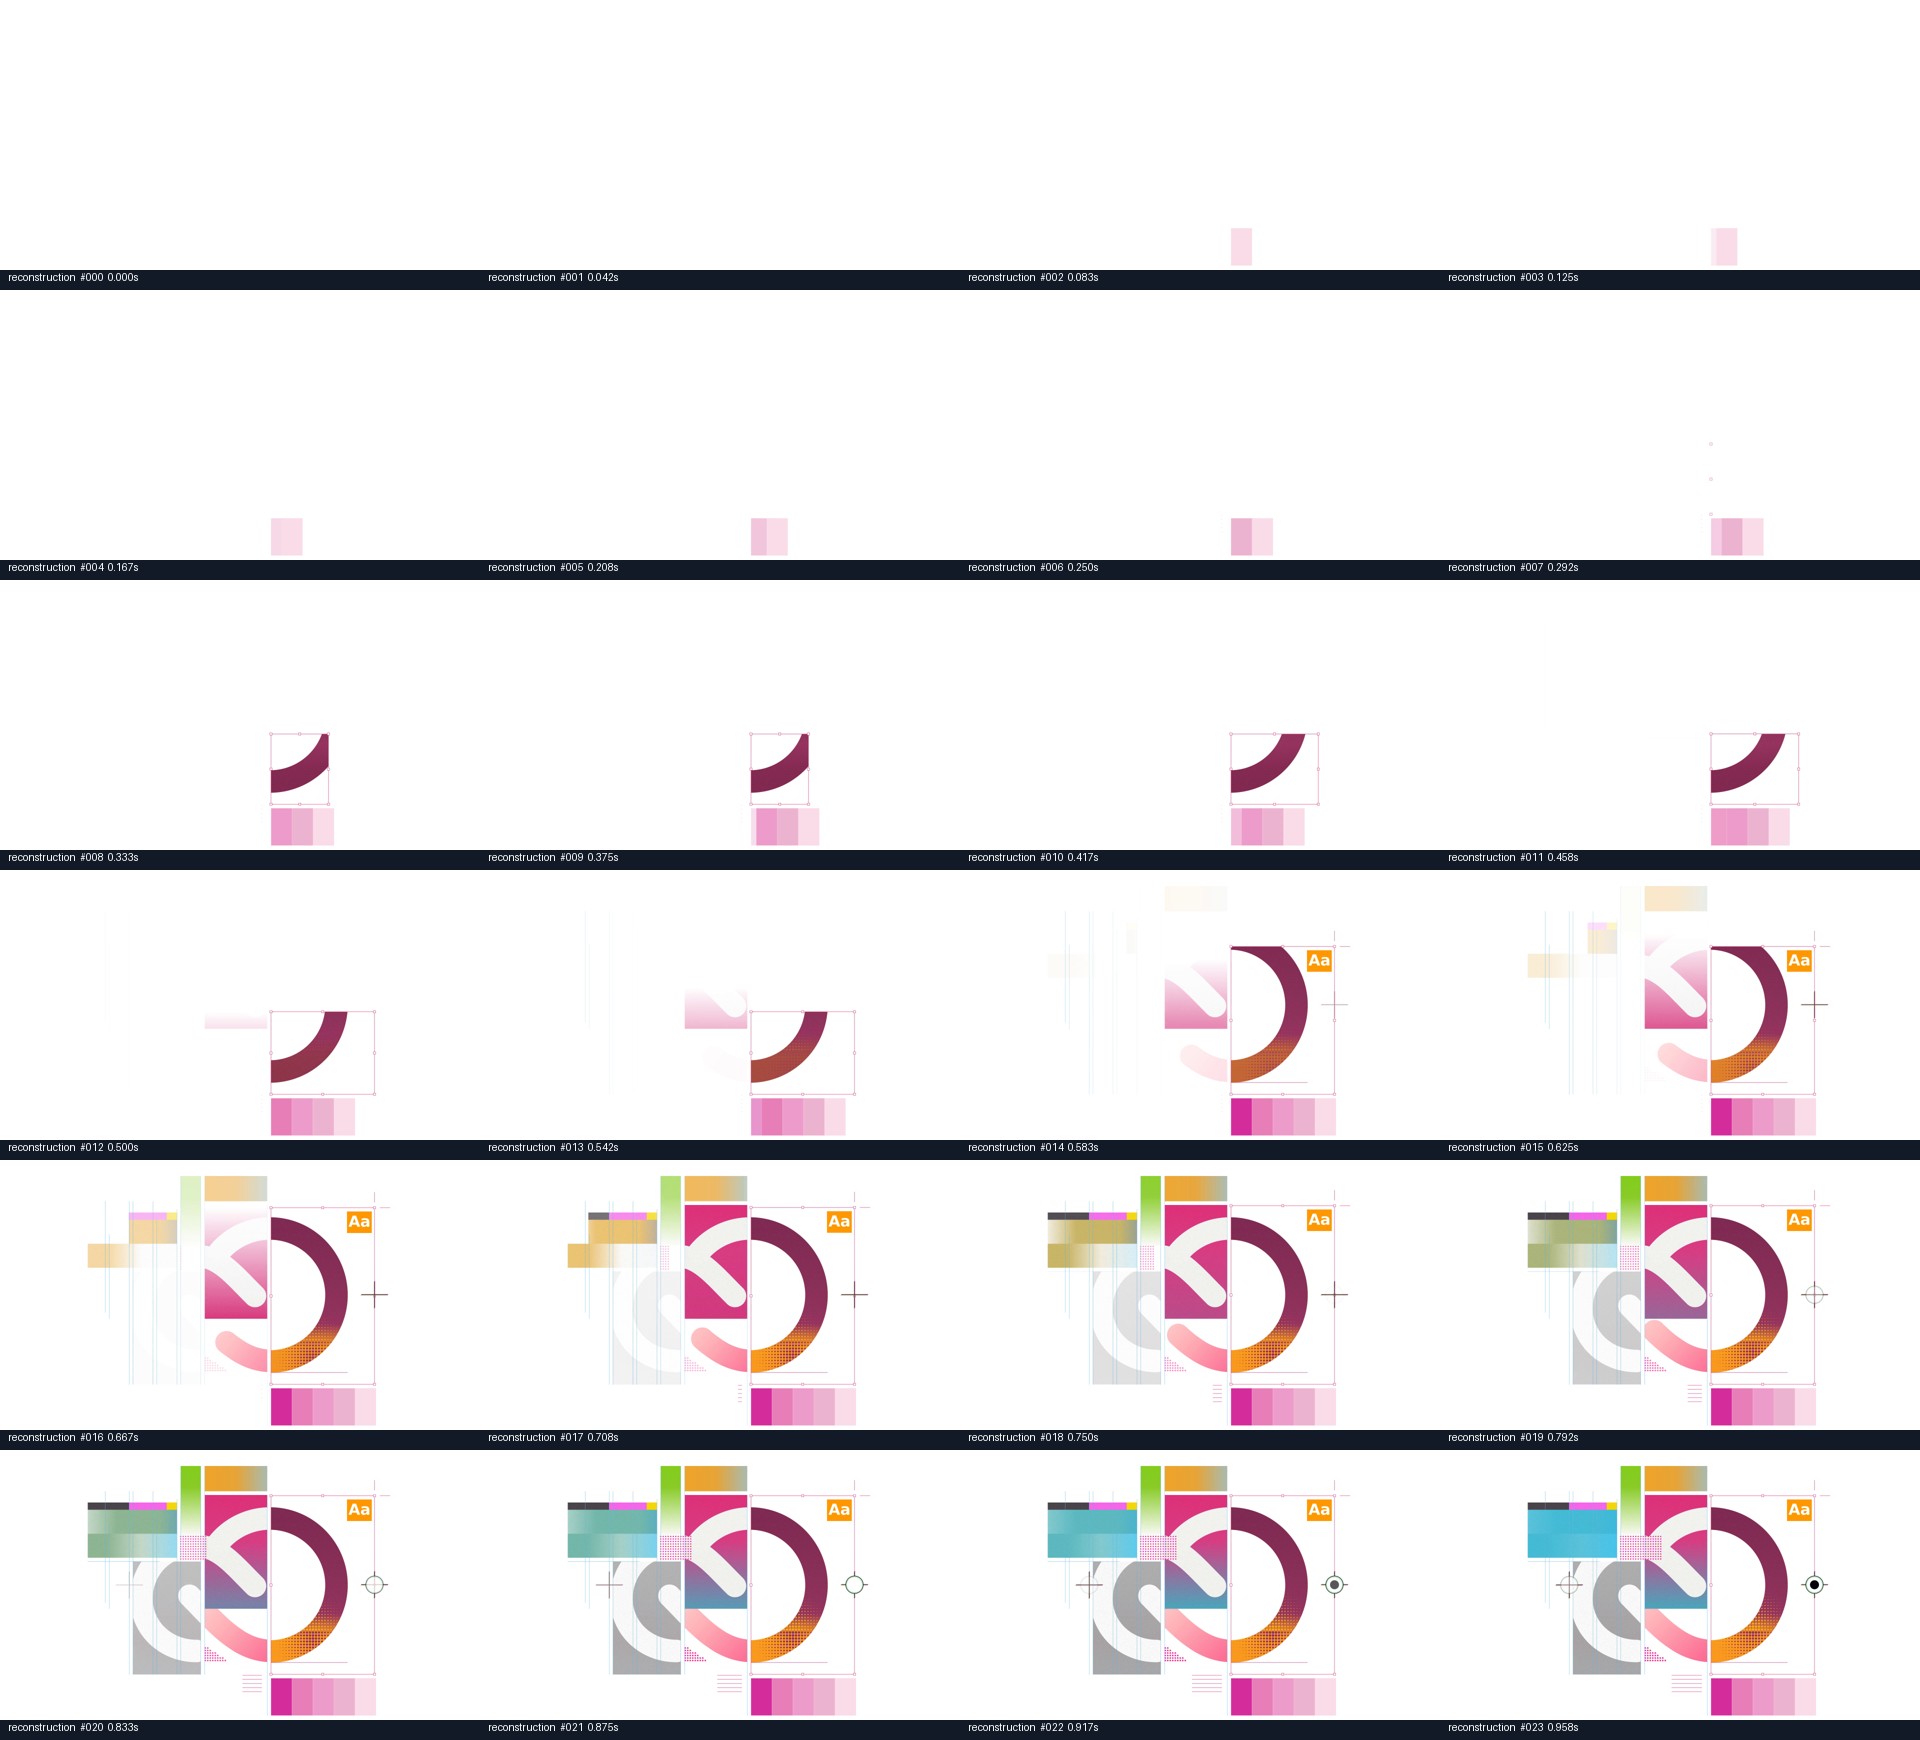 reconstruction #000 0.000s
reconstruction #001 0.042s
reconstruction #002 0.083s
reconstruction #003 0.125s
reconstruction #004 0.167s
reconstruction #005 0.208s
reconstruction #006 0.250s
reconstruction #007 0.292s
reconstruction #008 0.333s
reconstruction #009 0.375s
reconstruction #010 0.417s
reconstruction #011 0.458s
Aa
Aa
reconstruction #012 0.500s
reconstruction #013 0.542s
reconstruction #014 0.583s
reconstruction #015 0.625s
Aa
Aa
Aa
Aa
reconstruction #016 0.667s
reconstruction #017 0.708s
reconstruction #018 0.750s
reconstruction #019 0.792s
Aa
Aa
Aa
Aa
reconstruction #020 0.833s
reconstruction #021 0.875s
reconstruction #022 0.917s
reconstruction #023 0.958s